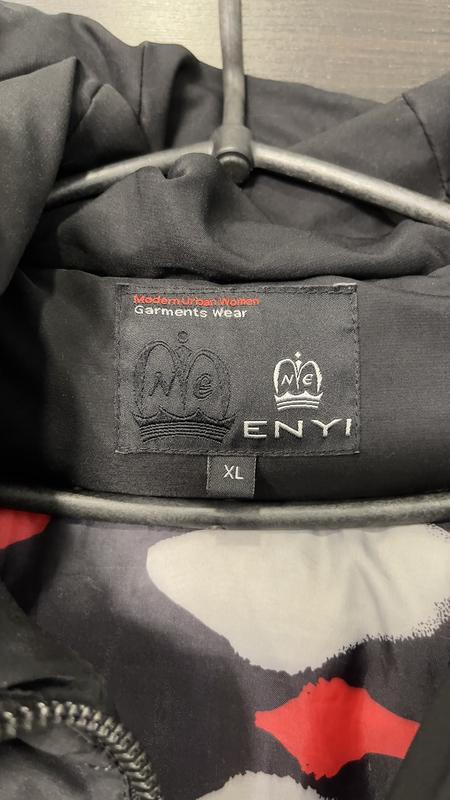 Modern Urban Women
Garments Wear
N E
N E
ENYI
XL